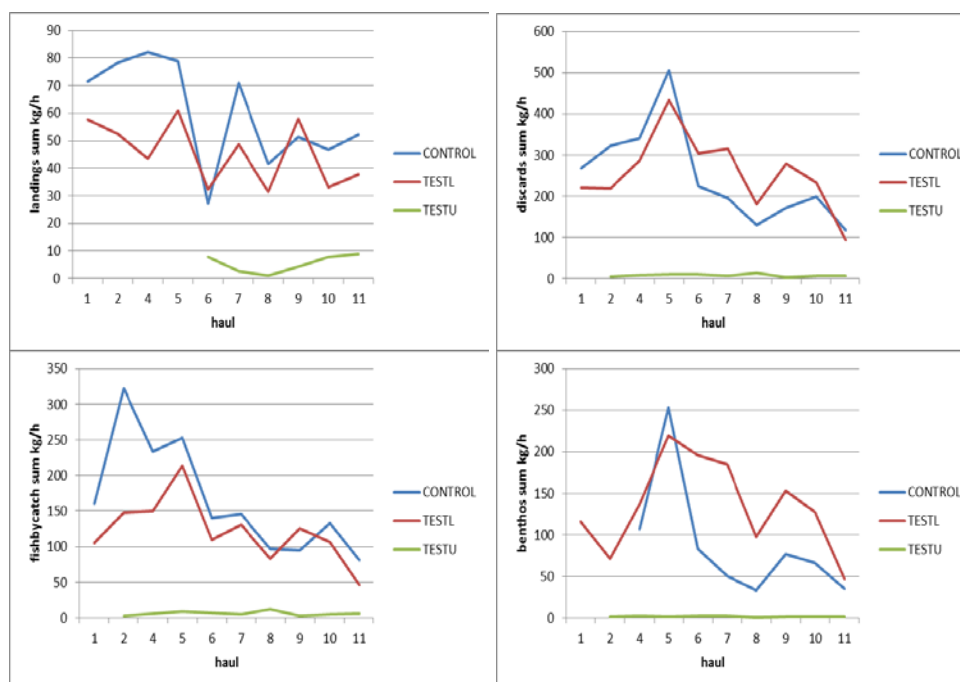 landings sum kg/h
90
80
70
60
50
40
30
20
10
0
1 2 4 5 6 7 8 9 10 11
haul
CONTROL
TESTL
TESTU
discards sum kg/h
600
500
400
300
200
100
0
1 2 4 5 6 7 8 9 10 11
haul
CONTROL
TESTL
TESTU
fishbycatch sum kg/h
350
300
250
200
150
100
50
0
1 2 4 5 6 7 8 9 10 11
haul
CONTROL
TESTL
TESTU
benthos sum kg/h
300
250
200
150
100
50
0
1 2 4 5 6 7 8 9 10 11
haul
CONTROL
TESTL
TESTU